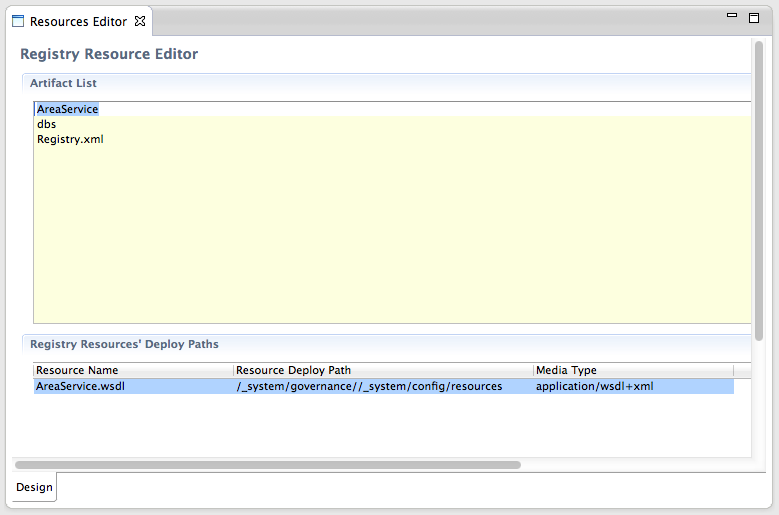 Resources Editor
Registry Resource Editor
Artifact List
AreaService
dbs
Registry.xml
Registry Resources' Deploy Paths
Resource Name Resource Deploy Path Media Type
AreaService.wsdl /_system/governance//_system/config/resources application/wsdl+xml
Design